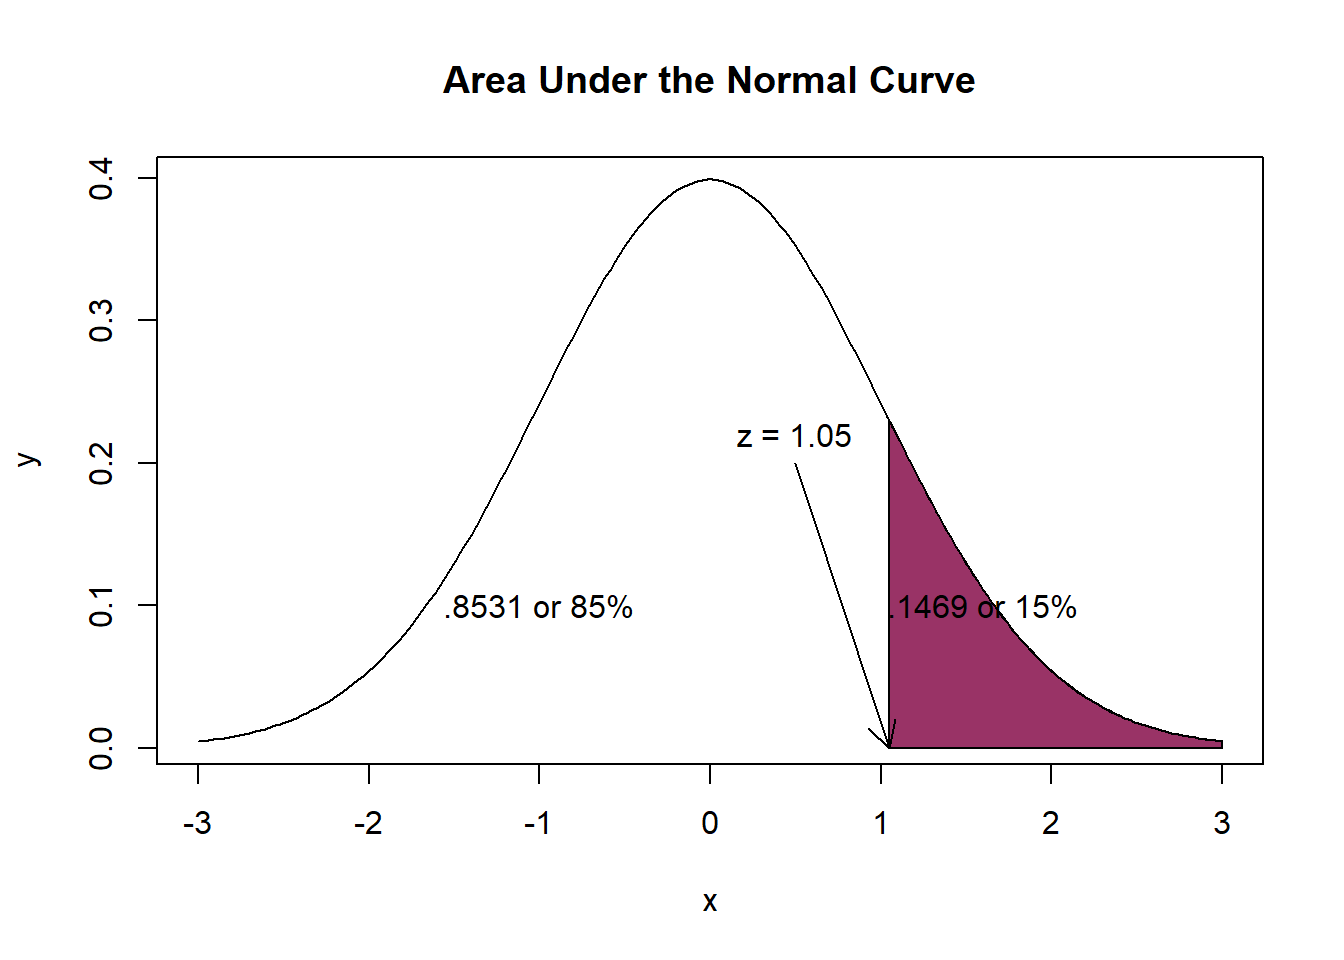 Area Under the Normal Curve
0.4
0.3
y
0.2
0.1
0.0
z = 1.05
.8531 or 85%
.1469 or 15%
-3 -2 -1 0 1 2 3
x